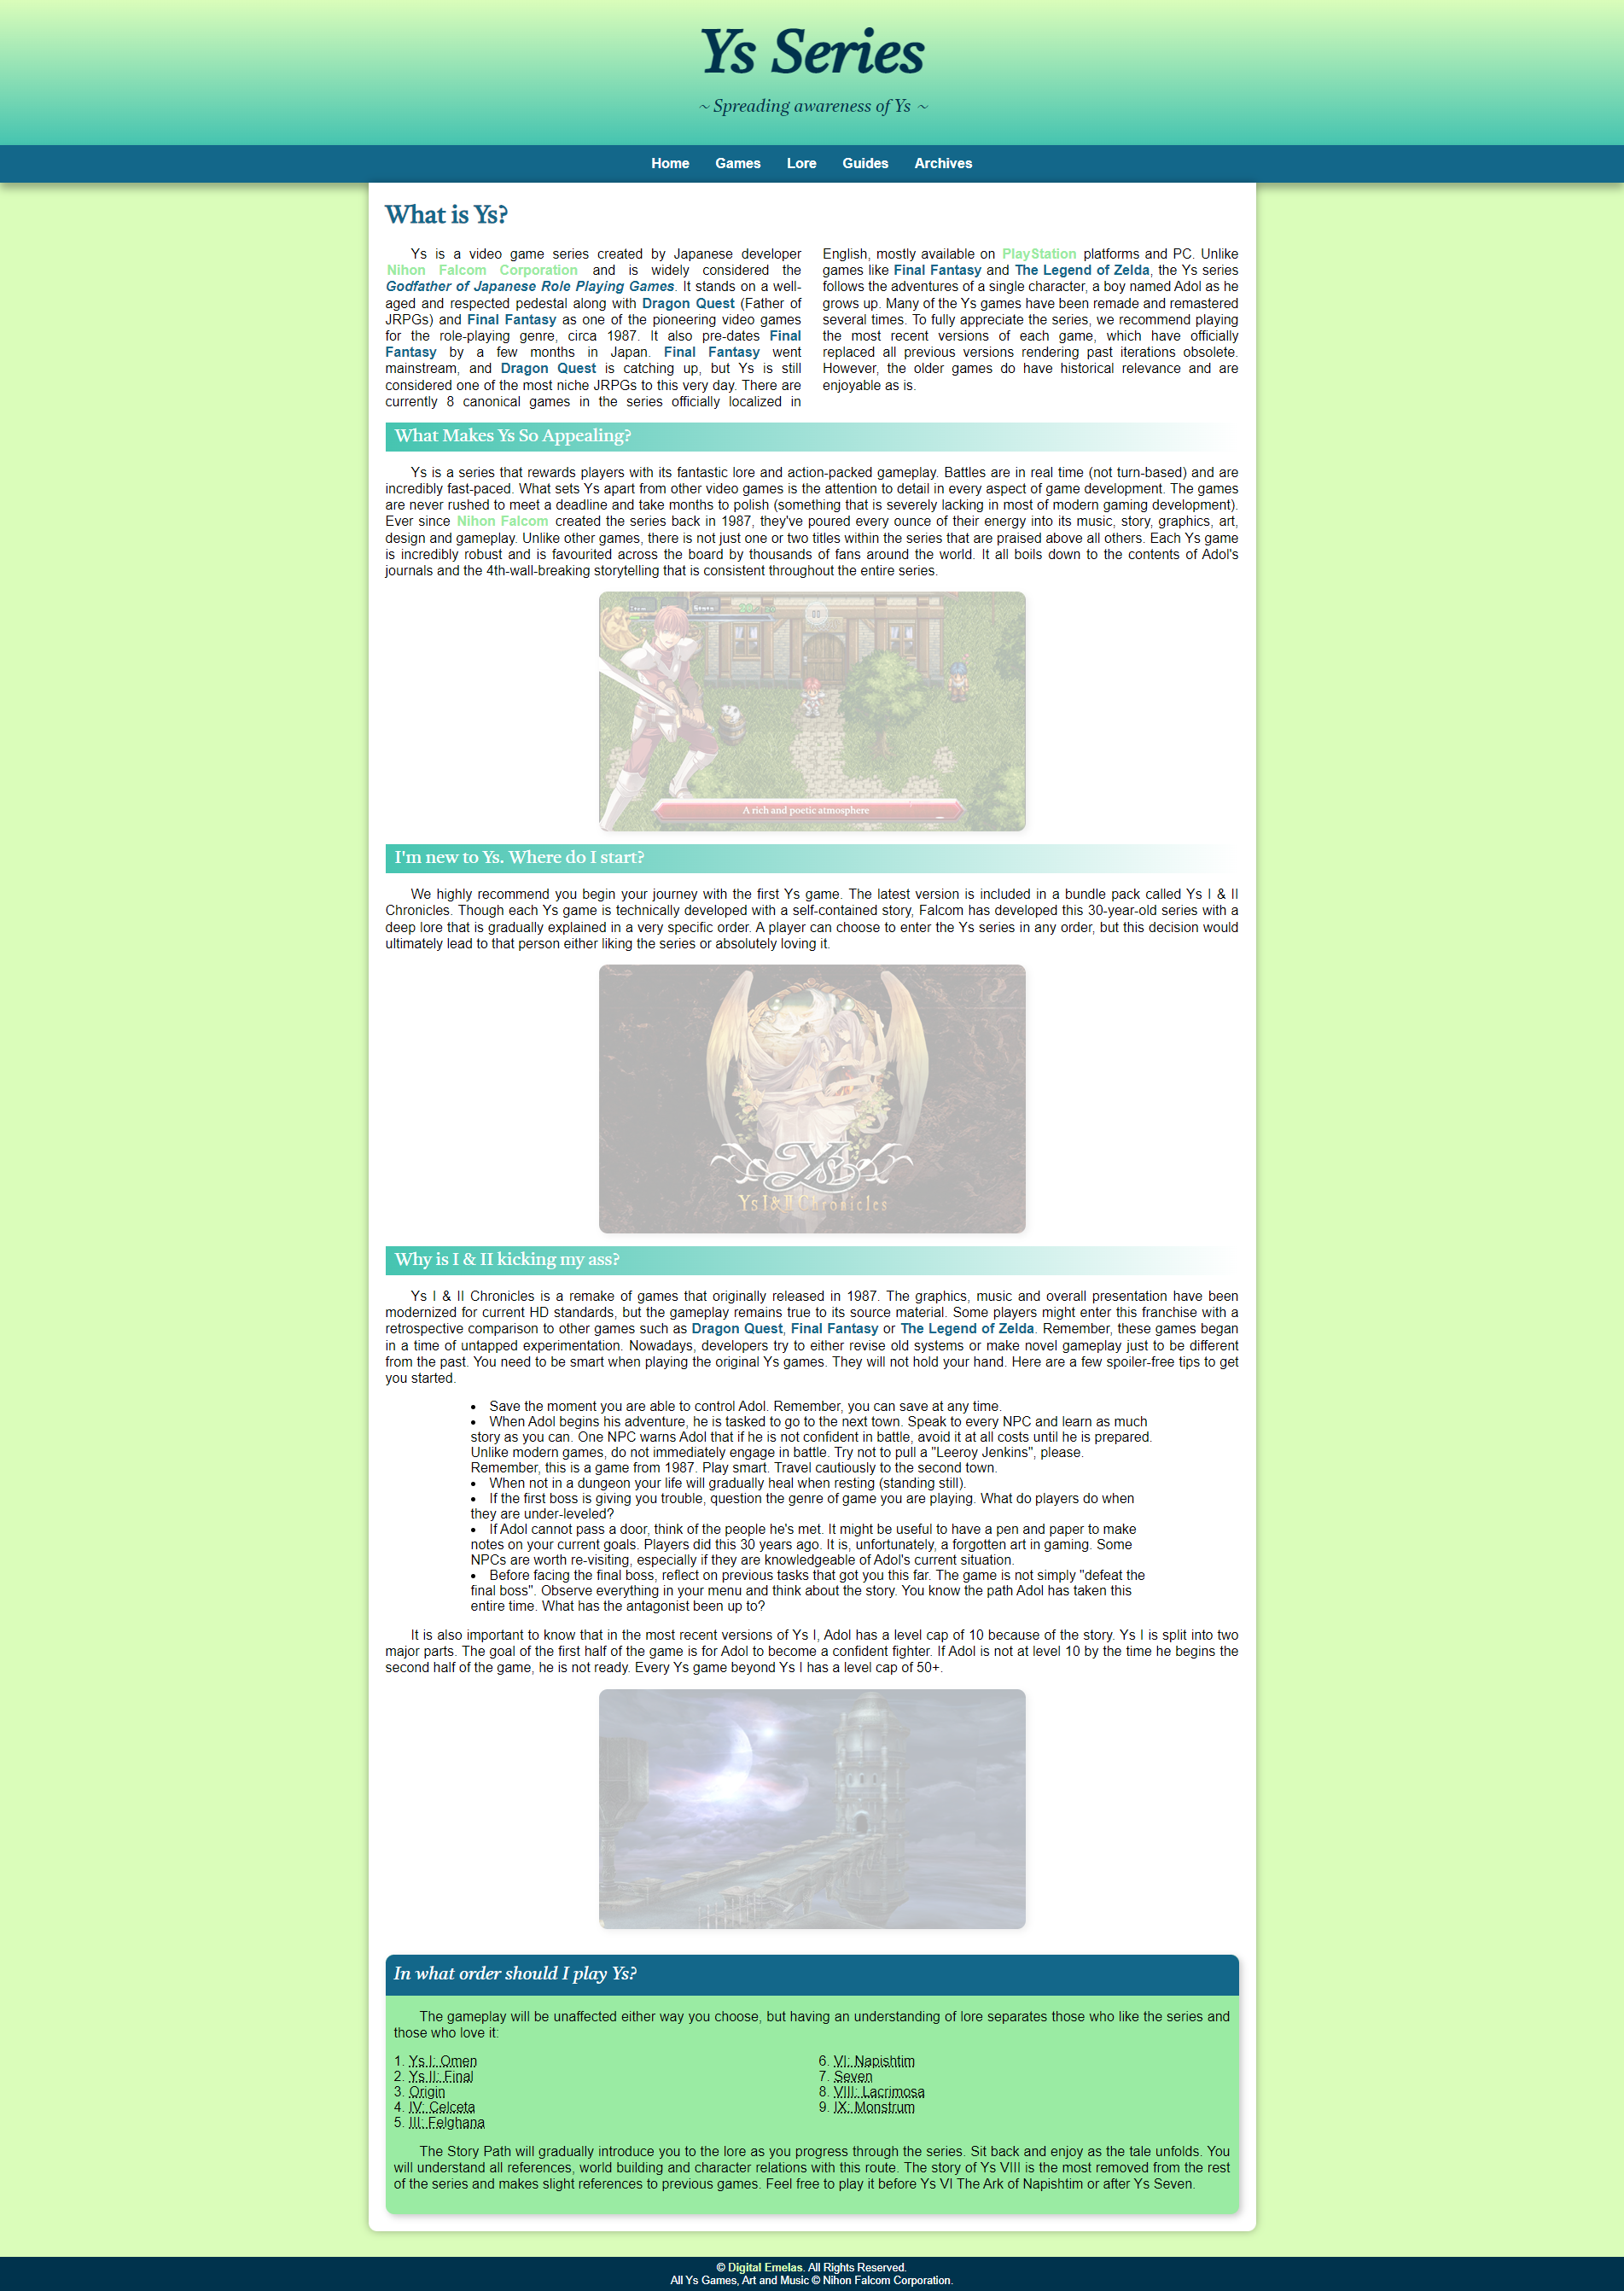 Ys Series
~ Spreading awareness of Ys ~
Home Games Lore Guides Archives
What is Ys?
Ys is a video game series created by Japanese developer
Nihon Falcom Corporation and is widely considered the
Godfather of Japanese Role Playing Games. It stands on a well-
aged and respected pedestal along with Dragon Quest (Father of
JRPGs) and Final Fantasy as one of the pioneering video games
for the role-playing genre, circa 1987. It also pre-dates Final
Fantasy by a few months in Japan. Final Fantasy went
mainstream, and Dragon Quest is catching up, but Ys is still
considered one of the most niche JRPGs to this very day. There are
currently 8 canonical games in the series officially localized in
English, mostly available on PlayStation platforms and PC. Unlike
games like Final Fantasy and The Legend of Zelda, the Ys series
follows the adventures of a single character, a boy named Adol as he
grows up. Many of the Ys games have been remade and remastered
several times. To fully appreciate the series, we recommend playing
the most recent versions of each game, which have officially
replaced all previous versions rendering past iterations obsolete.
However, the older games do have historical relevance and are
enjoyable as is.
What Makes Ys So Appealing?
Ys is a series that rewards players with its fantastic lore and action-packed gameplay. Battles are in real time (not turn-based) and are
incredibly fast-paced. What sets Ys apart from other video games is the attention to detail in every aspect of game development. The games
are never rushed to meet a deadline and take months to polish (something that is severely lacking in most of modern gaming development).
Ever since Nihon Falcom created the series back in 1987, they've poured every ounce of their energy into its music, story, graphics, art,
design and gameplay. Unlike other games, there is not just one or two titles within the series that are praised above all others. Each Ys game
is incredibly robust and is favourited across the board by thousands of fans around the world. It all boils down to the contents of Adol's
journals and the 4th-wall-breaking storytelling that is consistent throughout the entire series.
A rich and poetic atmosphere
I'm new to Ys. Where do I start?
We highly recommend you begin your journey with the first Ys game. The latest version is included in a bundle pack called Ys I & II
Chronicles. Though each Ys game is technically developed with a self-contained story, Falcom has developed this 30-year-old series with a
deep lore that is gradually explained in a very specific order. A player can choose to enter the Ys series in any order, but this decision would
ultimately lead to that person either liking the series or absolutely loving it.
Ys
Ys I & II Chronicles
Why is I & II kicking my ass?
Ys I & II Chronicles is a remake of games that originally released in 1987. The graphics, music and overall presentation have been
modernized for current HD standards, but the gameplay remains true to its source material. Some players might enter this franchise with a
retrospective comparison to other games such as Dragon Quest, Final Fantasy or The Legend of Zelda. Remember, these games began
in a time of untapped experimentation. Nowadays, developers try to either revise old systems or make novel gameplay just to be different
from the past. You need to be smart when playing the original Ys games. They will not hold your hand. Here are a few spoiler-free tips to get
you started.
• Save the moment you are able to control Adol. Remember, you can save at any time.
• When Adol begins his adventure, he is tasked to go to the next town. Speak to every NPC and learn as much
story as you can. One NPC warns Adol that if he is not confident in battle, avoid it at all costs until he is prepared.
Unlike modern games, do not immediately engage in battle. Try not to pull a "Leeroy Jenkins", please.
Remember, this is a game from 1987. Play smart. Travel cautiously to the second town.
• When not in a dungeon your life will gradually heal when resting (standing still).
• If the first boss is giving you trouble, question the genre of game you are playing. What do players do when
they are under-leveled?
• If Adol cannot pass a door, think of the people he's met. It might be useful to have a pen and paper to make
notes on your current goals. Players did this 30 years ago. It is, unfortunately, a forgotten art in gaming. Some
NPCs are worth re-visiting, especially if they are knowledgeable of Adol's current situation.
• Before facing the final boss, reflect on previous tasks that got you this far. The game is not simply "defeat the
final boss". Observe everything in your menu and think about the story. You know the path Adol has taken this
entire time. What has the antagonist been up to?
It is also important to know that in the most recent versions of Ys I, Adol has a level cap of 10 because of the story. Ys I is split into two
major parts. The goal of the first half of the game is for Adol to become a confident fighter. If Adol is not at level 10 by the time he begins the
second half of the game, he is not ready. Every Ys game beyond Ys I has a level cap of 50+.
In what order should I play Ys?
The gameplay will be unaffected either way you choose, but having an understanding of lore separates those who like the series and
those who love it:
1. Ys I: Omen
2. Ys II: Final
3. Origin
4. IV: Celceta
5. III: Felghana
6. VI: Napishtim
7. Seven
8. VIII: Lacrimosa
9. IX: Monstrum
The Story Path will gradually introduce you to the lore as you progress through the series. Sit back and enjoy as the tale unfolds. You
will understand all references, world building and character relations with this route. The story of Ys VIII is the most removed from the rest
of the series and makes slight references to previous games. Feel free to play it before Ys VI The Ark of Napishtim or after Ys Seven.
© Digital Emelas. All Rights Reserved.
All Ys Games, Art and Music © Nihon Falcom Corporation.